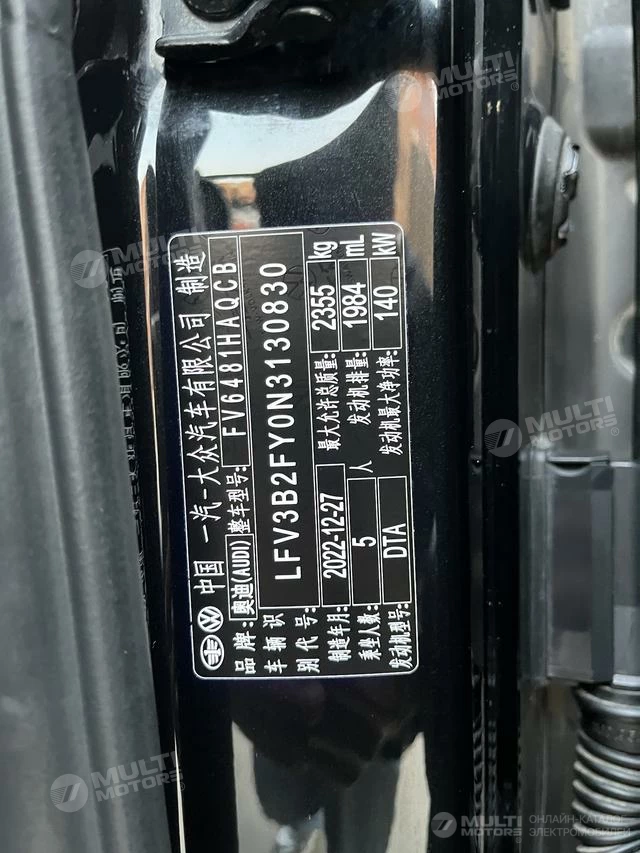 中国 一汽-大众汽车有限公司 制造
品牌:奥迪(AUDI) 整车型号:FV6481HAQCB
车辆识别代号: LFV3B2FY0N3130830
制造年月: 2022-12-27 最大允许总质量: 2355 kg
乘坐人数: 5 人 发动机排量: 1984 mL
发动机型号: DTA 发动机最大净功率: 140 kW
MULTI MOTORS®
MULTI MOTORS®
MULTI MOTORS®
MULTI MOTORS®
MULTI MOTORS
ОНЛАЙН-КАТАЛОГ
ЭЛЕКТРОМОБИЛЕЙ